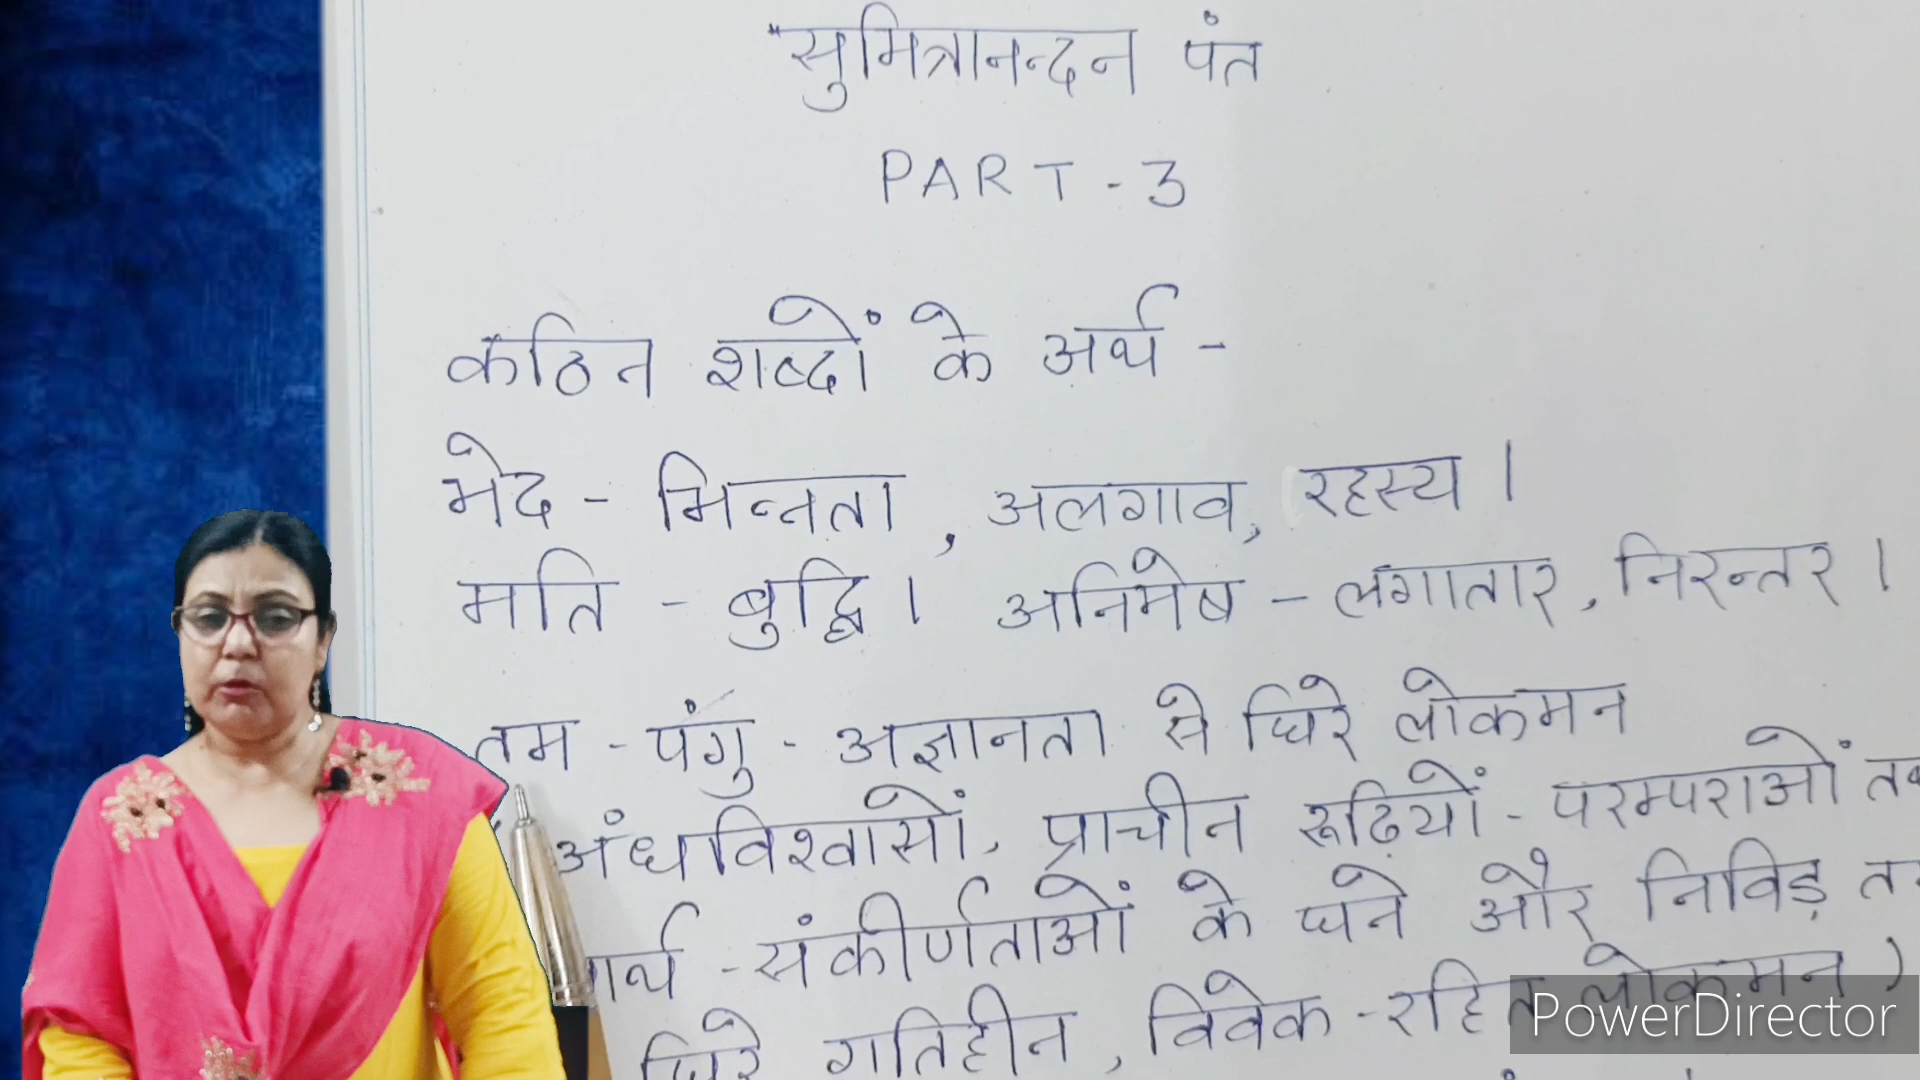 "सुमित्रानन्दन पंत
PART - 3
कठिन शब्दों के अर्थ -
भेद - भिन्नता, अलगाव, रहस्य ।
मति - बुद्धि । अनिमेष - लगातार, निरन्तर ।
तम - पंगु - अज्ञानता से घिरे लोकमन
अंधविश्वासों, प्राचीन रूढ़ियों - परम्पराओं
- संकीर्णताओं के घने और निविड़
घिरे गतिहीन, विवेक - रहित लोकमन)
PowerDirector